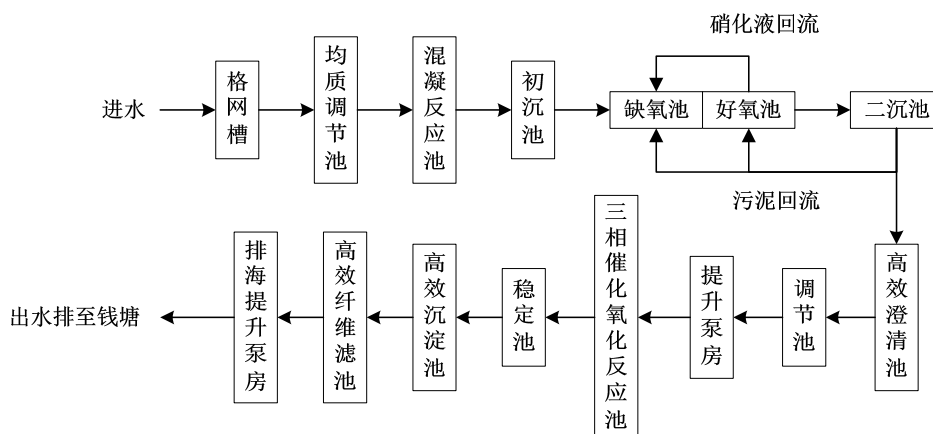 硝化液回流
进水
格网槽
均质调节池
混凝反应池
初沉池
缺氧池
好氧池
二沉池
污泥回流
出水排至钱塘
排海提升泵房
高效纤维滤池
高效沉淀池
稳定池
三相催化氧化反应池
提升泵房
调节池
高效澄清池